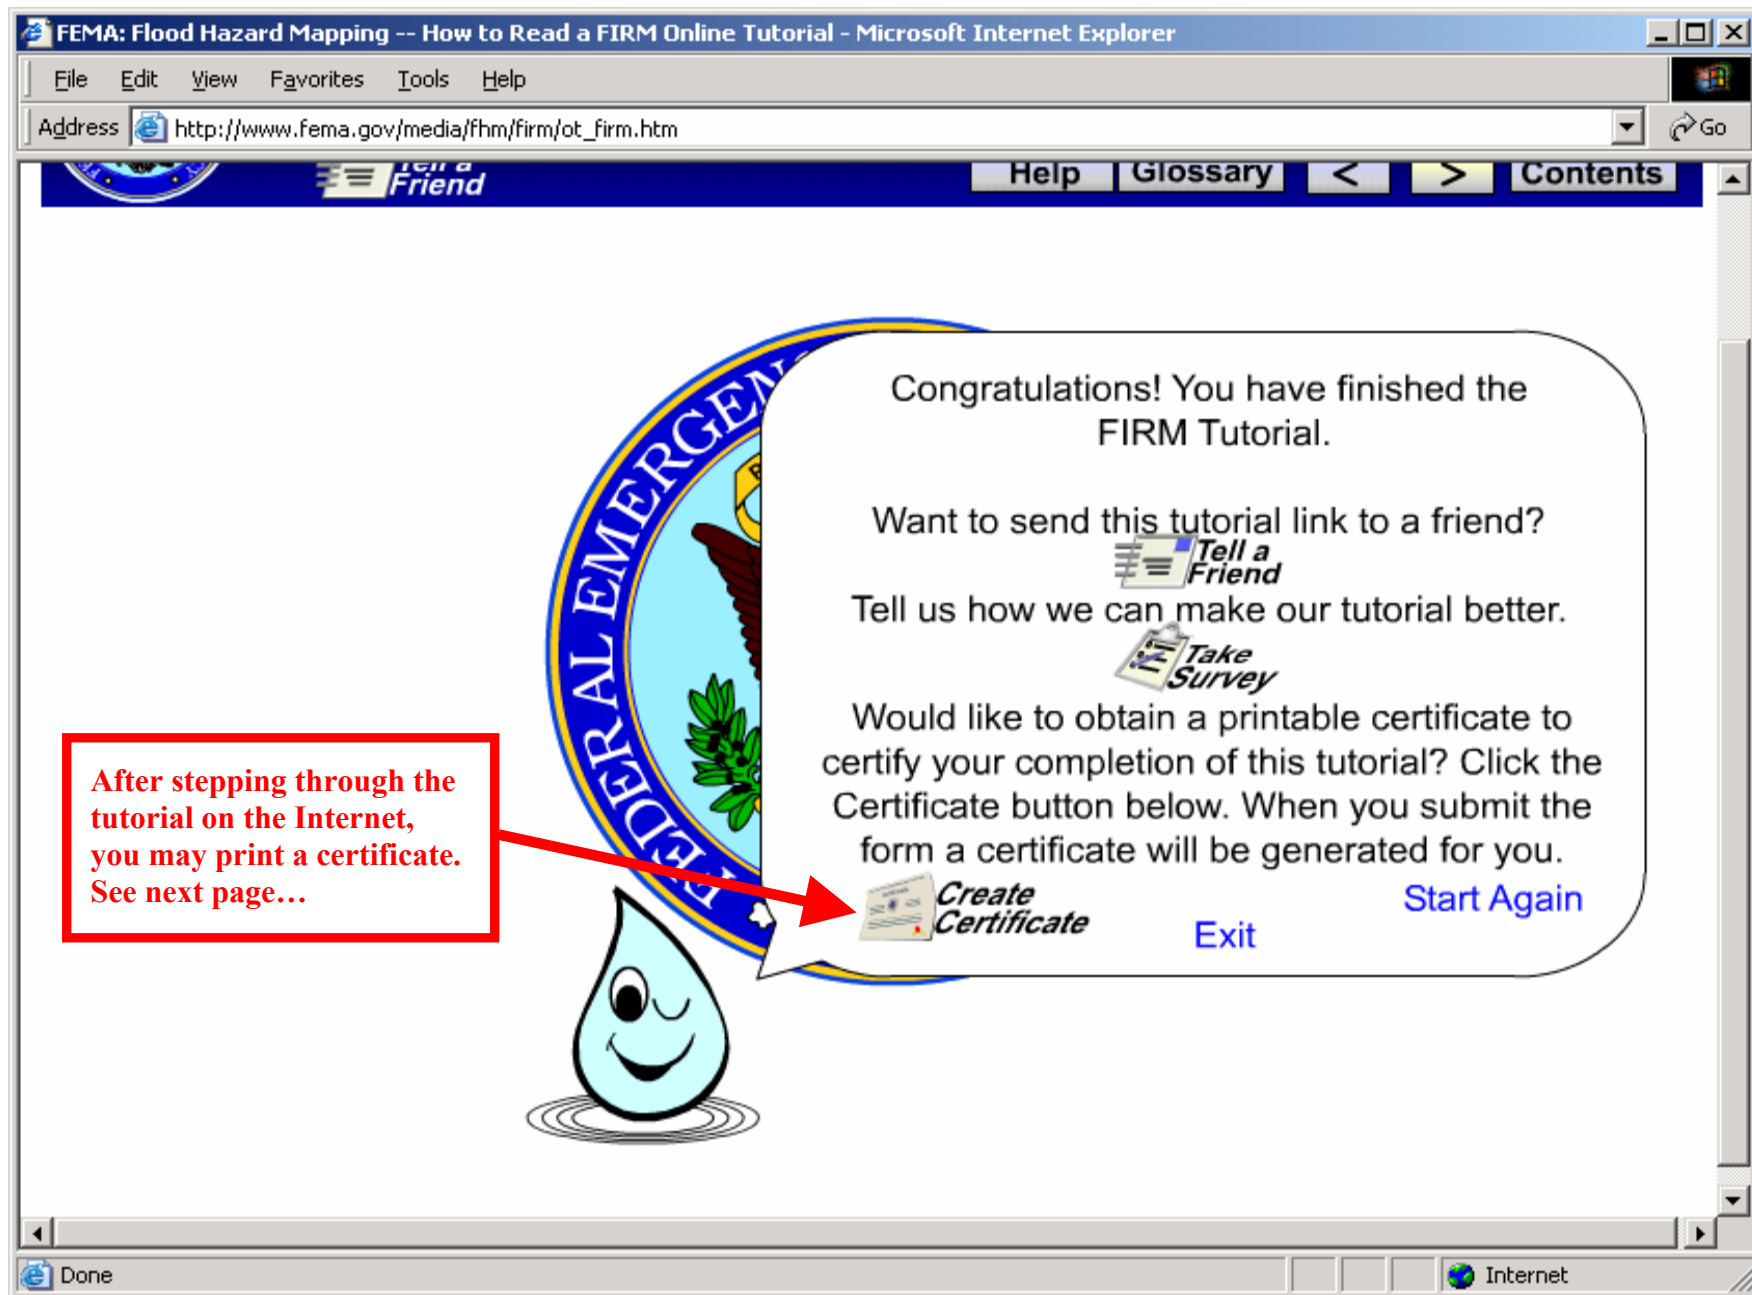 FEMA: Flood Hazard Mapping -- How to Read a FIRM Online Tutorial - Microsoft Internet Explorer
File Edit View Favorites Tools Help
Address http://www.fema.gov/media/fhm/firm/ot_firm.htm Go
Tell a
Friend
Help Glossary < > Contents
FEDERAL EMERGEN
Congratulations! You have finished the
FIRM Tutorial.
Want to send this tutorial link to a friend?
Tell a
Friend
Tell us how we can make our tutorial better.
Take
Survey
Would like to obtain a printable certificate to
certify your completion of this tutorial? Click the
Certificate button below. When you submit the
form a certificate will be generated for you.
Create
Certificate
Exit
Start Again
After stepping through the
tutorial on the Internet,
you may print a certificate.
See next page…
Done
Internet